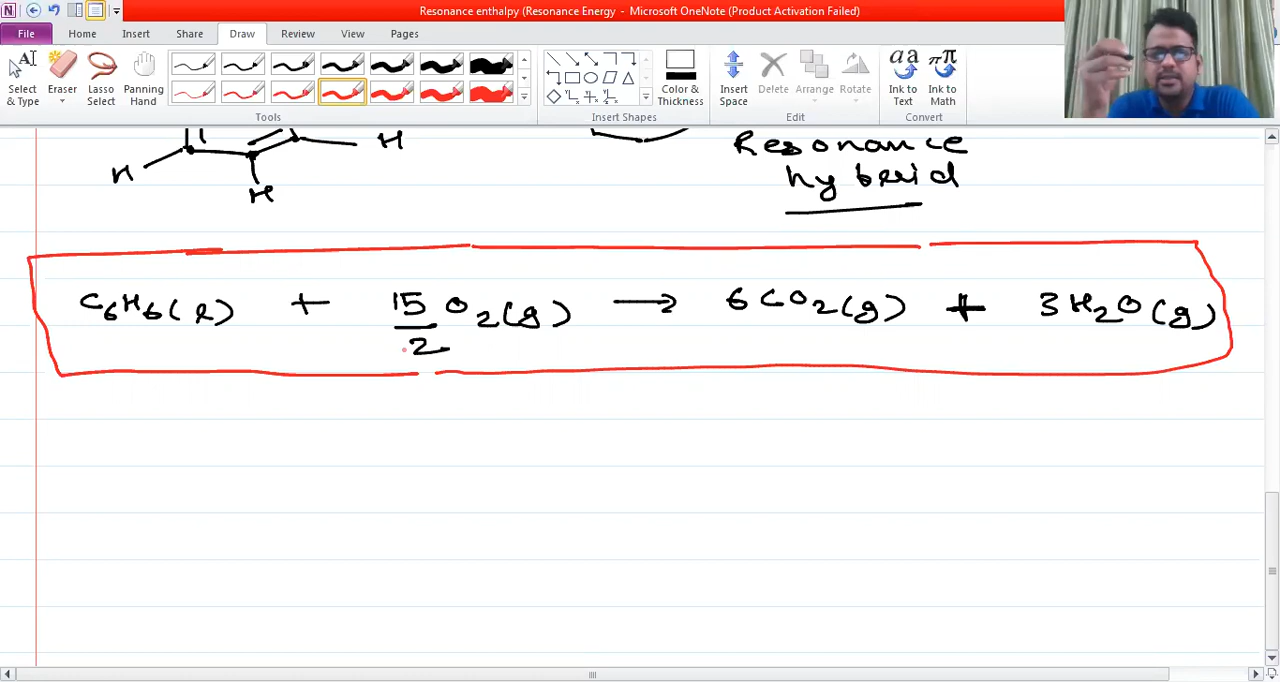 Resonance enthalpy (Resonance Energy - Microsoft OneNote (Product Activation Failed)
File Home Insert Share Draw Review View Pages
Select & Type Eraser Lasso Select Panning Hand Color & Thickness Insert Space Delete Arrange Rotate Ink to Text Ink to Math
Tools Insert Shapes Edit Convert
H H Resonance
H hybrid
C6H6(l) + 15/2 O2(g) → 6CO2(g) + 3H2O(g)